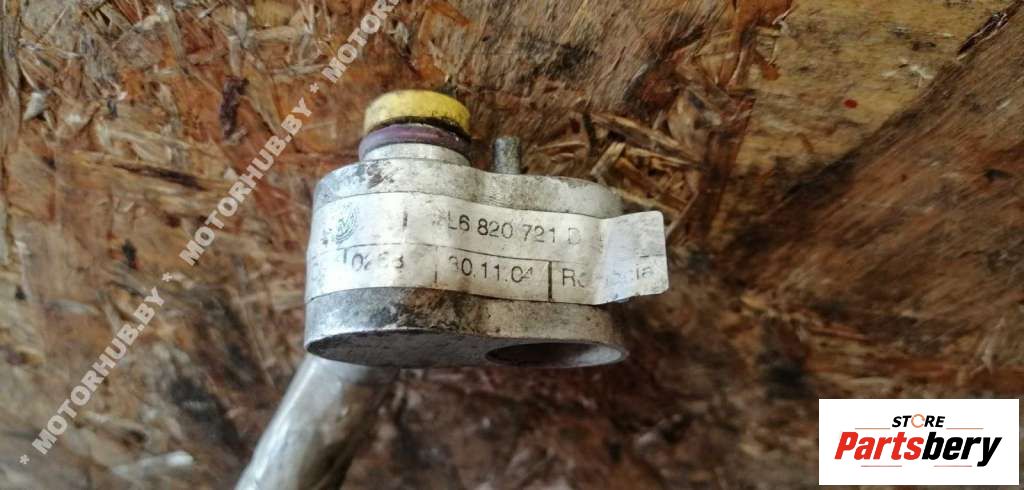 * MOTORHUB.BY * MOTORHUB.BY * MOTORHUB.BY *
L6 820 721 D
30.11.04
STORE
Partsbery